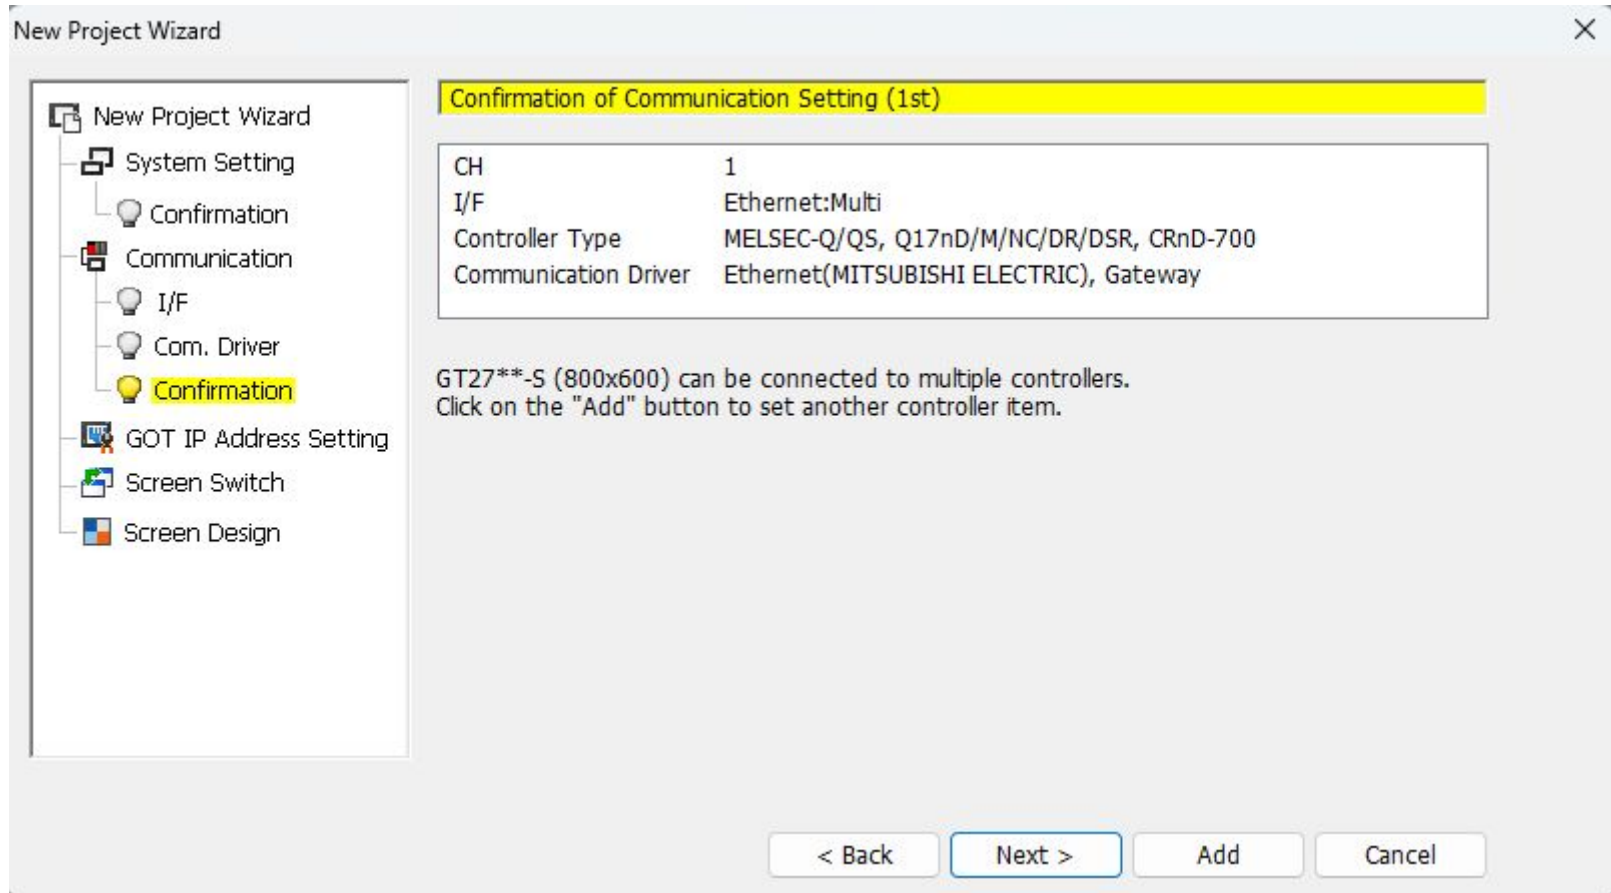 New Project Wizard
New Project Wizard
System Setting
Confirmation
Communication
I/F
Com. Driver
Confirmation
GOT IP Address Setting
Screen Switch
Screen Design
Confirmation of Communication Setting (1st)
CH 1
I/F Ethernet:Multi
Controller Type MELSEC-Q/QS, Q17nD/M/NC/DR/DSR, CRnD-700
Communication Driver Ethernet(MITSUBISHI ELECTRIC), Gateway
GT27**-S (800x600) can be connected to multiple controllers.
Click on the "Add" button to set another controller item.
< Back Next > Add Cancel